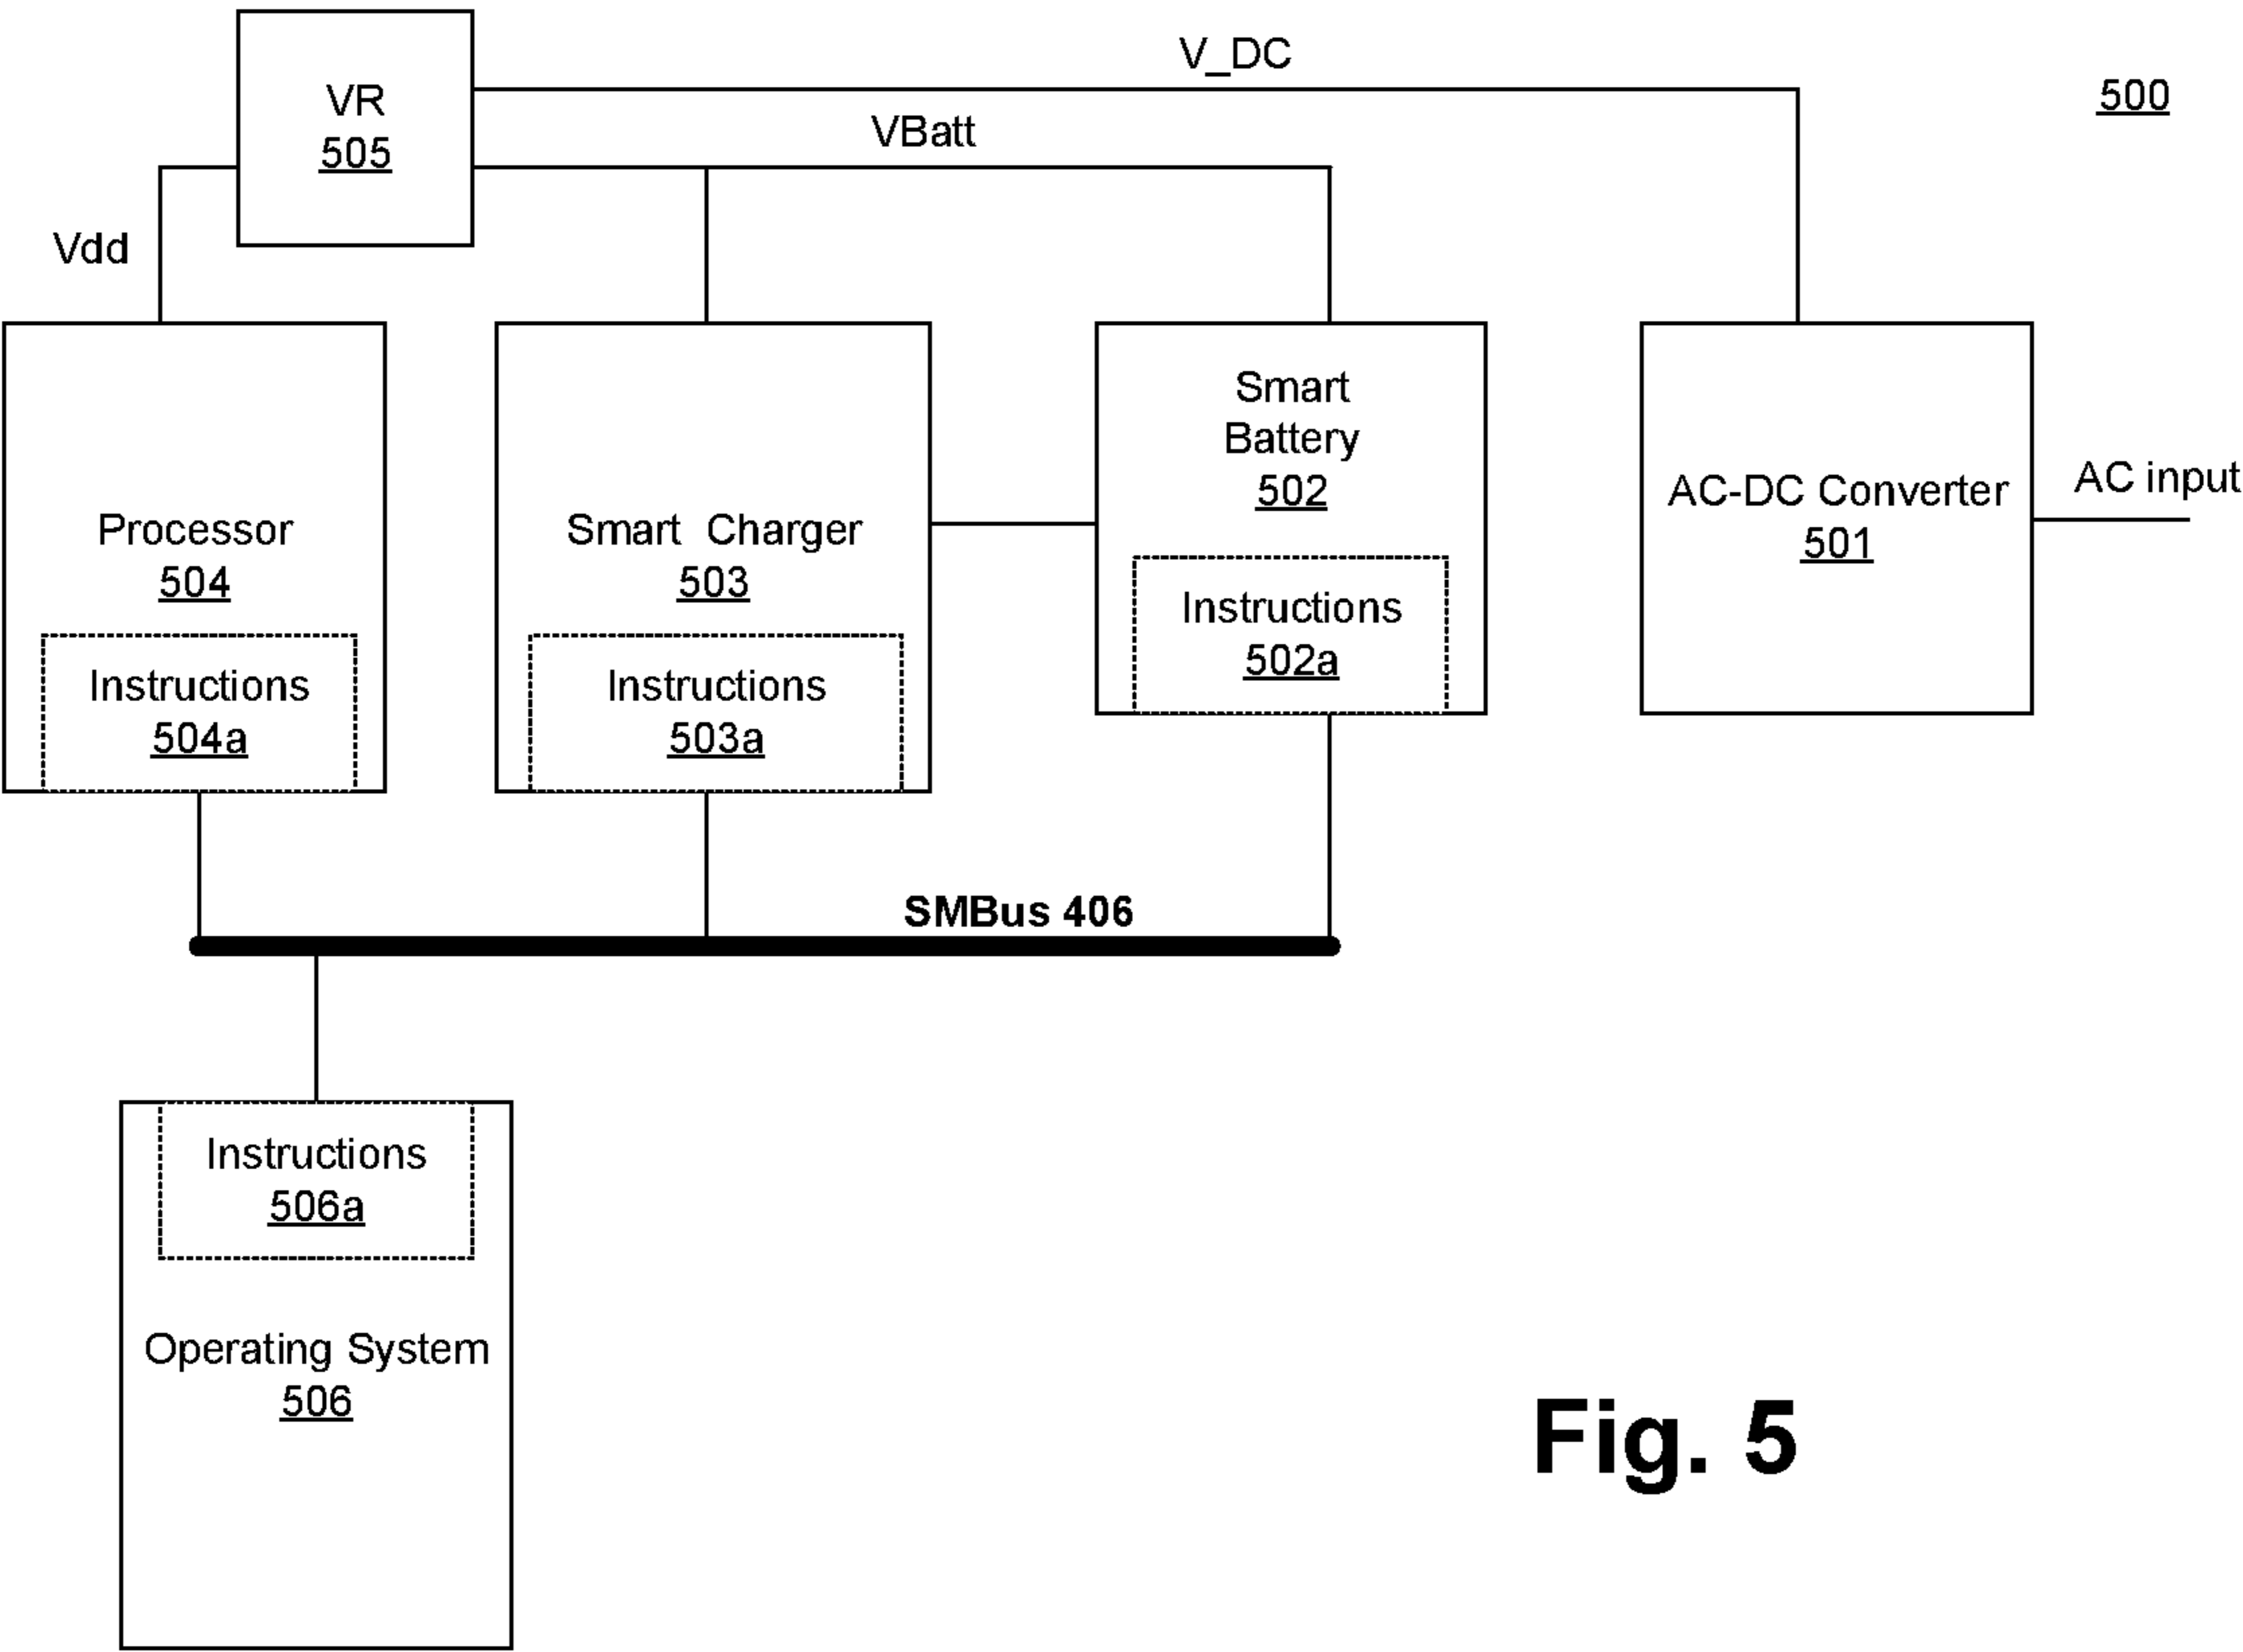 V_DC
500
VR
505
VBatt
Vdd
Processor
504
Instructions
504a
Smart Charger
503
Instructions
503a
Smart
Battery
502
Instructions
502a
AC-DC Converter
501
AC input
SMBus 406
Instructions
506a
Operating System
506
Fig. 5